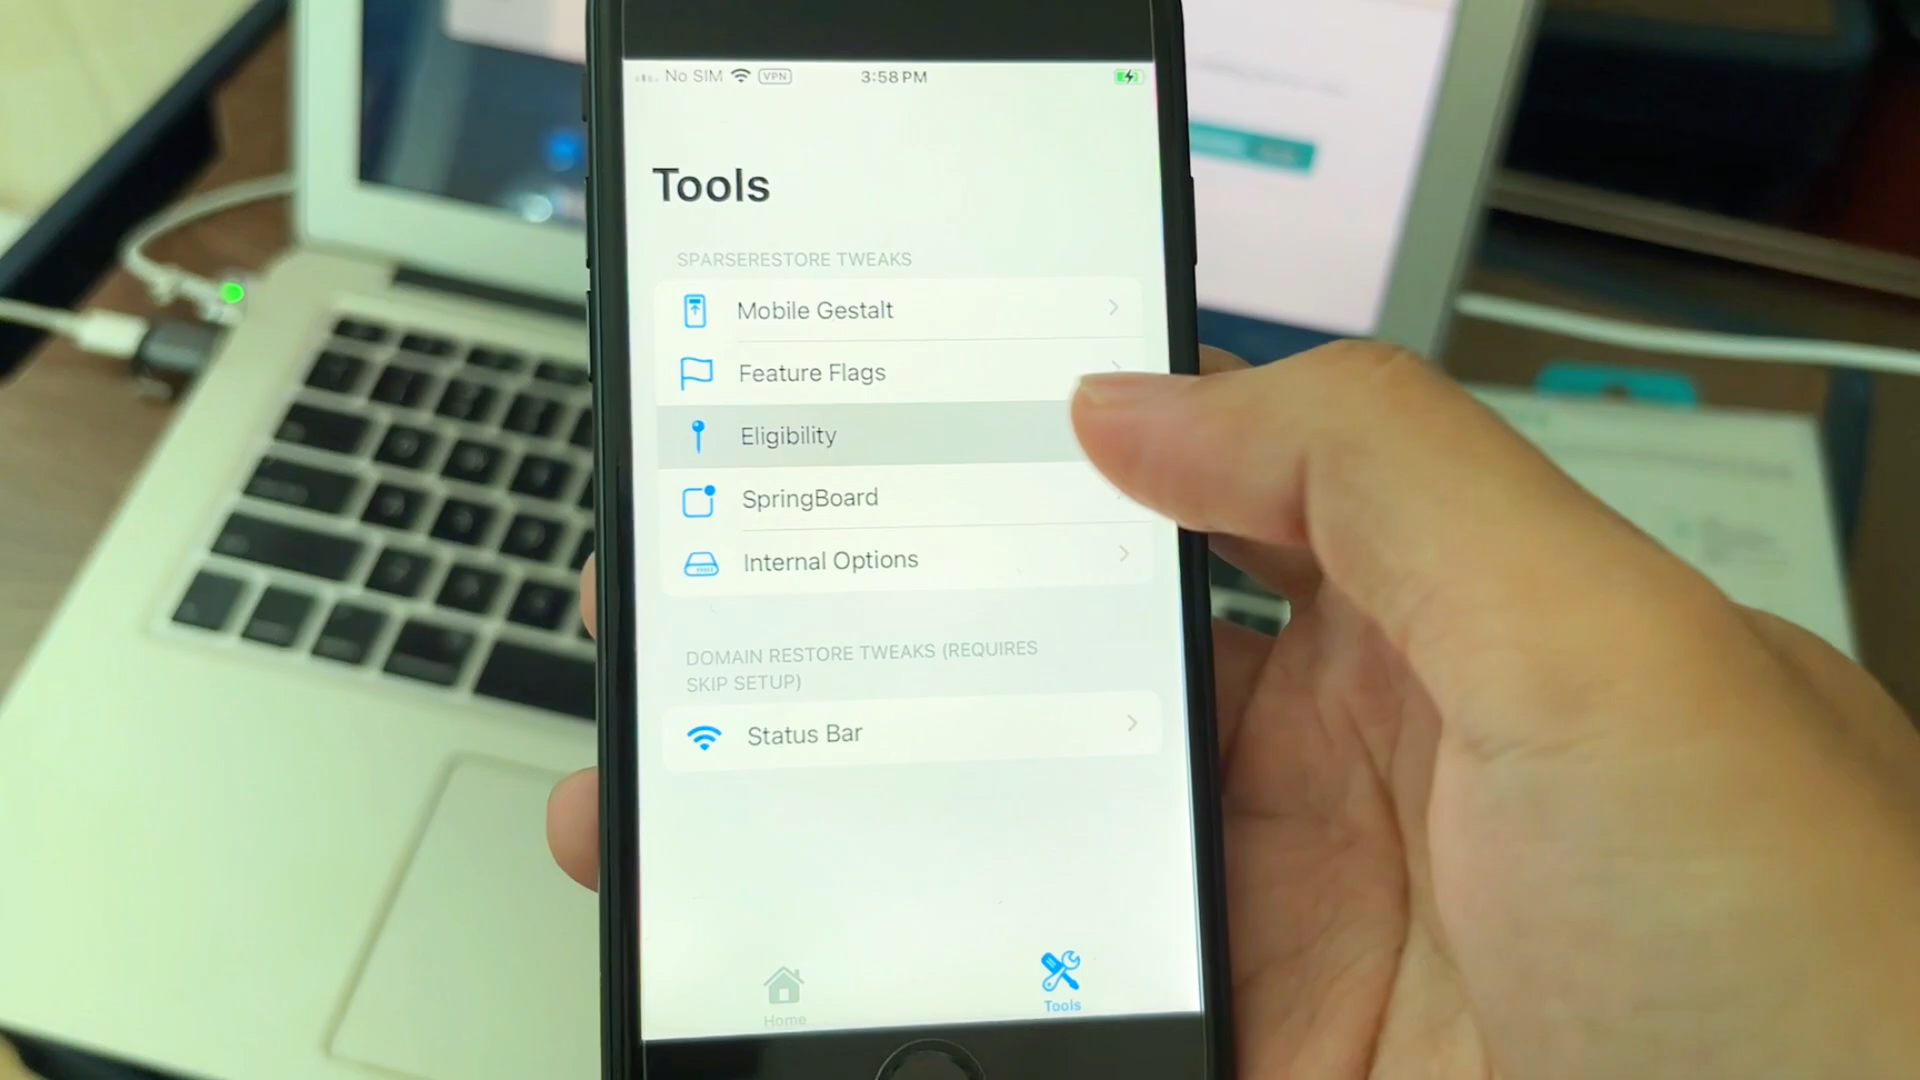 No SIM VPN 3:58 PM
Tools
SPARSERESTORE TWEAKS
Mobile Gestalt
Feature Flags
Eligibility
SpringBoard
Internal Options
DOMAIN RESTORE TWEAKS (REQUIRES
SKIP SETUP)
Status Bar
Home Tools